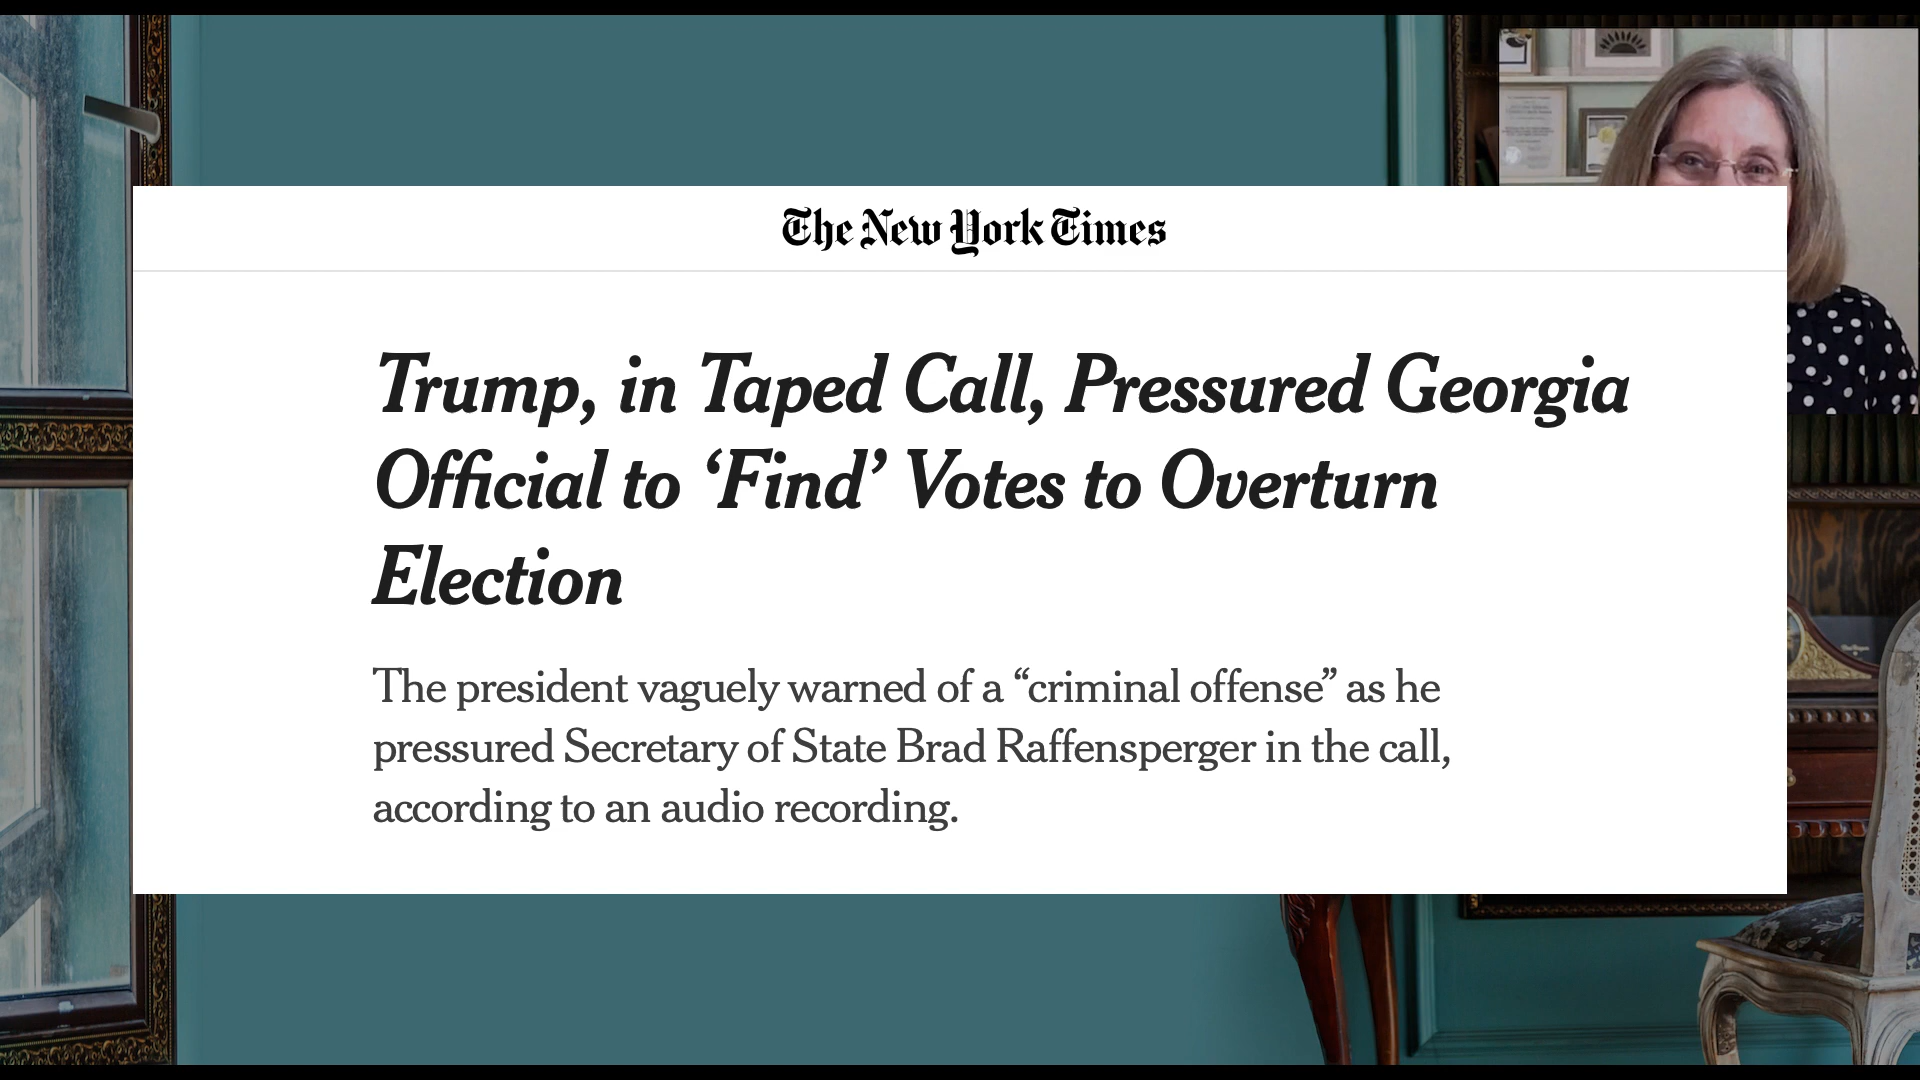 The New York Times
Trump, in Taped Call, Pressured Georgia
Official to ‘Find’ Votes to Overturn
Election
The president vaguely warned of a “criminal offense” as he
pressured Secretary of State Brad Raffensperger in the call,
according to an audio recording.